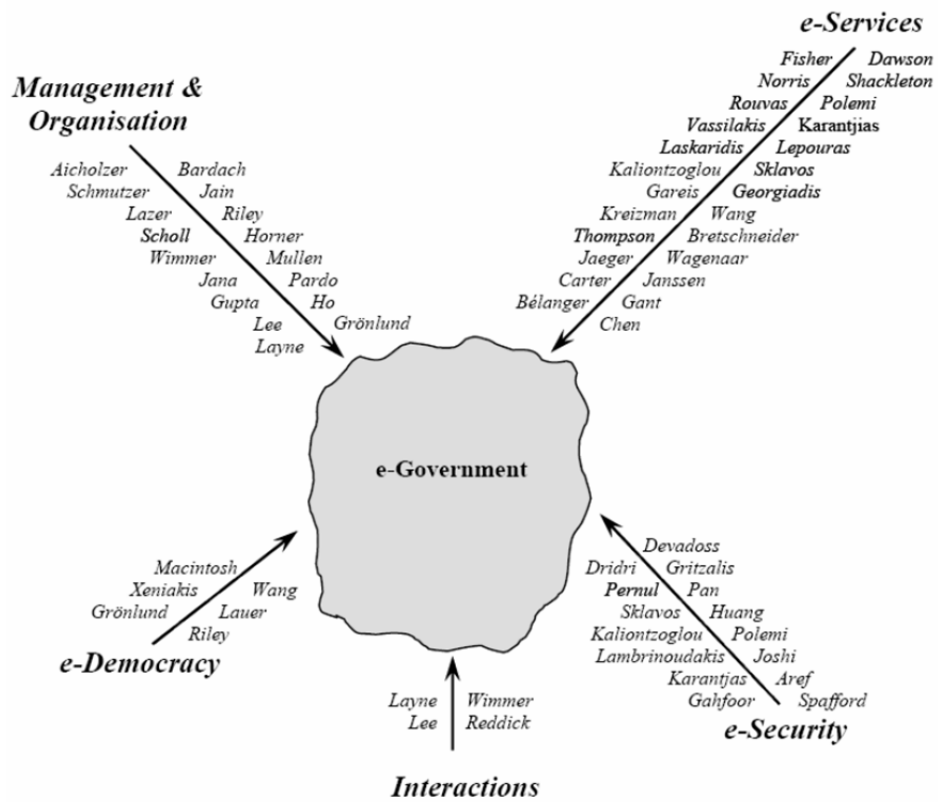 e-Services
Fisher Dawson
Norris Shackleton
Rouvas Polemi
Vassilakis Karantjias
Laskaridis Lepouras
Kaliontzoglou Sklavos
Gareis Georgiadis
Kreizman Wang
Thompson Bretschneider
Jaeger Wagenaar
Carter Janssen
Bélanger Gant
Chen
Management &
Organisation
Aicholzer Bardach
Schmutzer Jain
Lazer Riley
Scholl Horner
Wimmer Mullen
Jana Pardo
Gupta Ho
Lee Grönlund
Layne
e-Government
Macintosh
Xeniakis Wang
Grönlund Lauer
Riley
e-Democracy
Devadoss
Dridri Gritzalis
Pernul Pan
Sklavos Huang
Kaliontzoglou Polemi
Lambrinoudakis Joshi
Karantjas Aref
Gahfoor Spafford
e-Security
Layne Wimmer
Lee Reddick
Interactions